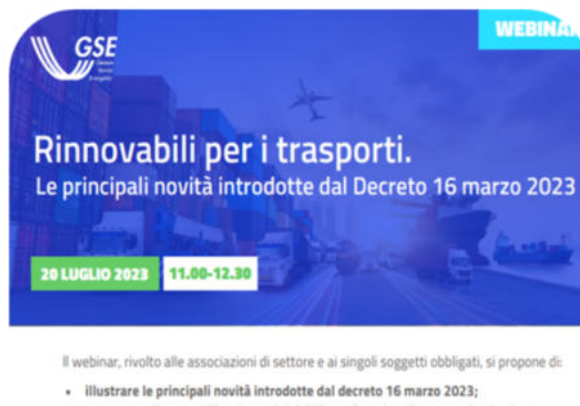 WEBINAR
GSE
Rinnovabili per i trasporti.
Le principali novità introdotte dal Decreto 16 marzo 2023
20 LUGLIO 2023 11.00-12.30
Il webinar, rivolto alle associazioni di settore e ai singoli soggetti obbligati, si propone di:
• illustrare le principali novità introdotte dal decreto 16 marzo 2023;